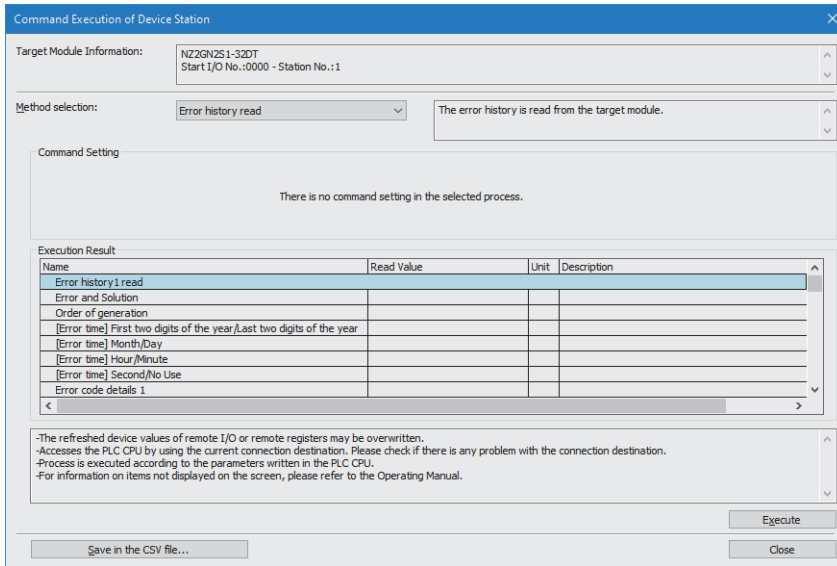 Command Execution of Device Station
Target Module Information:
NZ2GN2S1-32DT
Start I/O No.:0000 - Station No.:1
Method selection:
Error history read
The error history is read from the target module.
Command Setting
There is no command setting in the selected process.
Execution Result
Name Read Value Unit Description
Error history1 read
Error and Solution
Order of generation
[Error time] First two digits of the year/Last two digits of the year
[Error time] Month/Day
[Error time] Hour/Minute
[Error time] Second/No Use
Error code details 1
-The refreshed device values of remote I/O or remote registers may be overwritten.
-Accesses the PLC CPU by using the current connection destination. Please check if there is any problem with the connection destination.
-Process is executed according to the parameters written in the PLC CPU.
-For information on items not displayed on the screen, please refer to the Operating Manual.
Execute
Save in the CSV file... Close